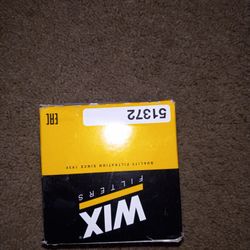 WIX
FILTERS
QUALITY FILTRATION SINCE 1939
51372
EAC